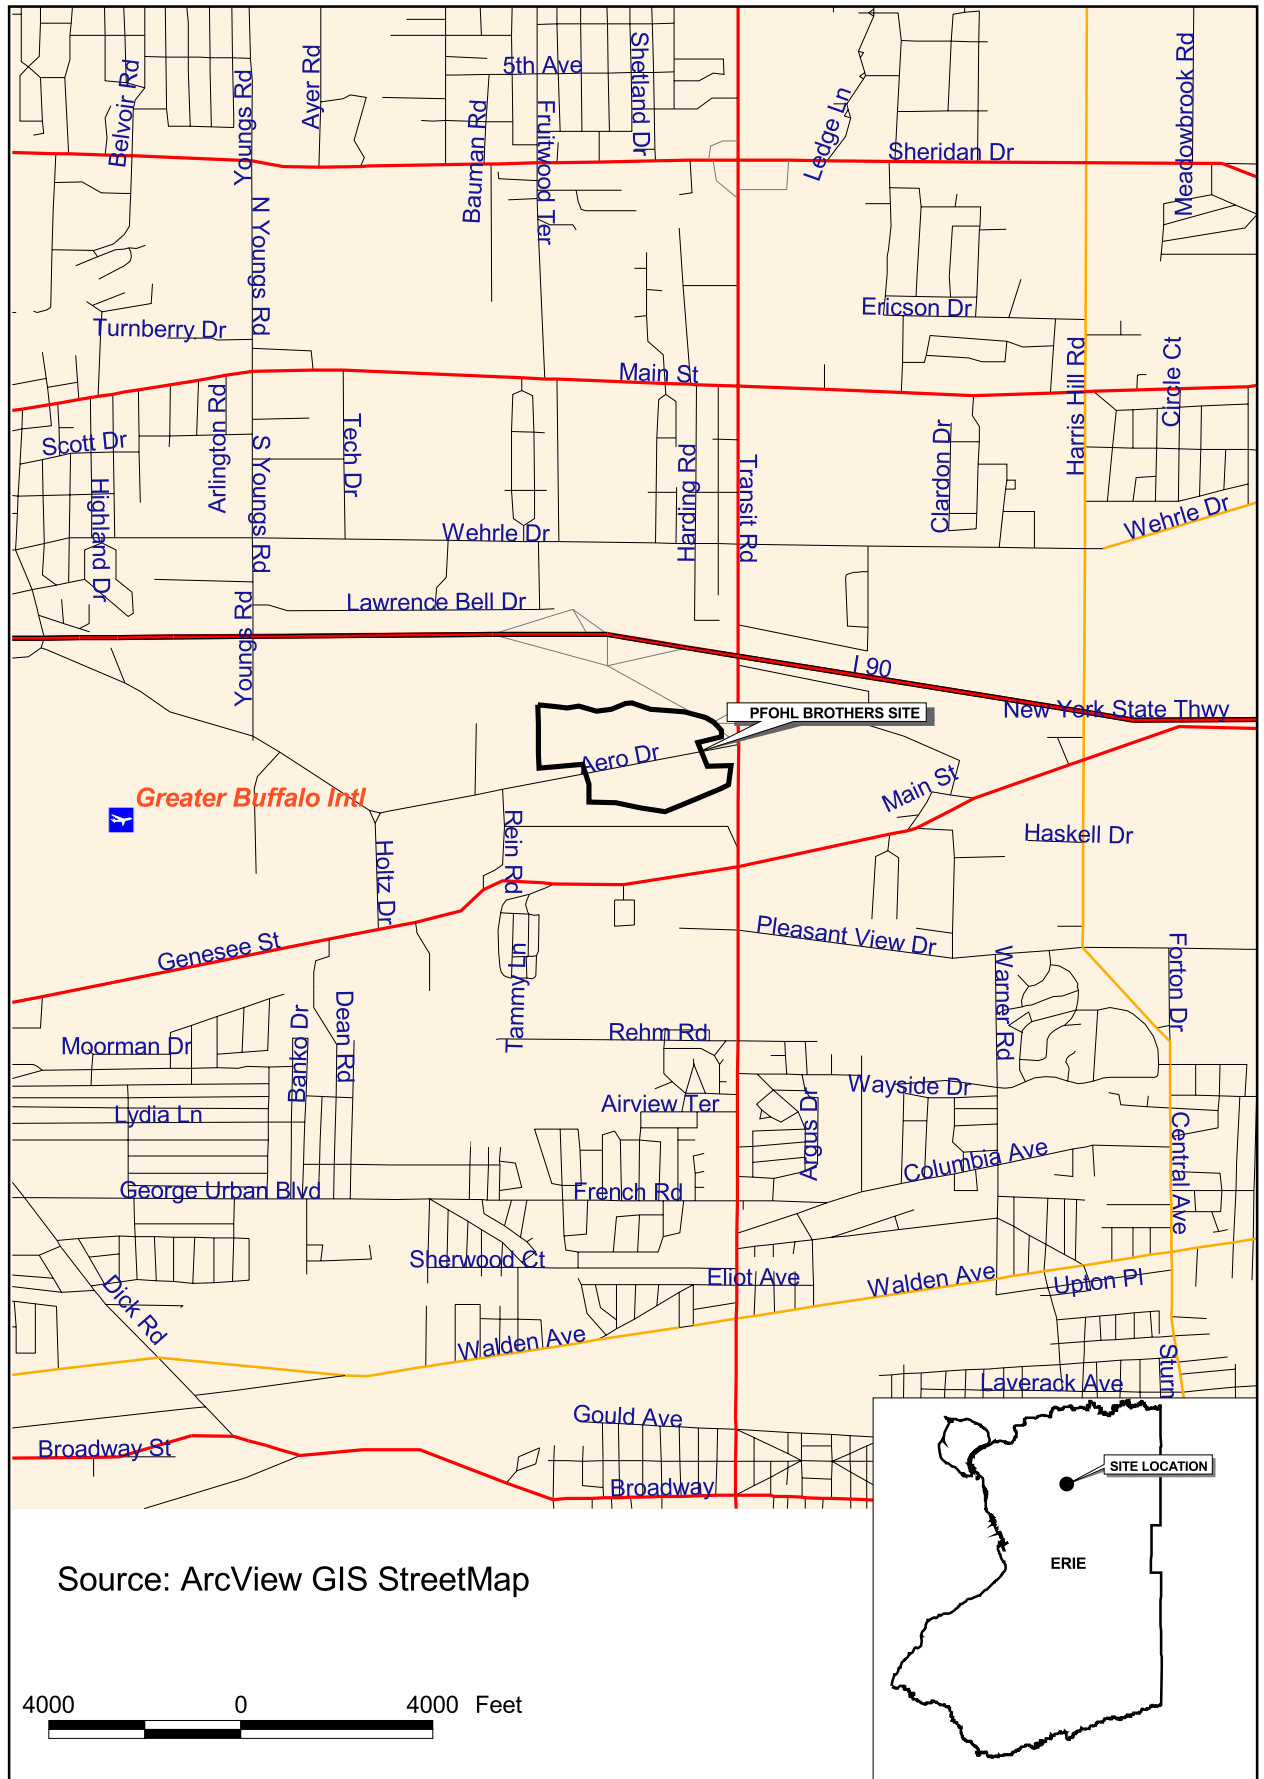 Belvoir Rd
Youngs Rd
Ayer Rd
5th Ave
Bauman Rd
Fruitwood Ter
Shetland Dr
Ledge Ln
Sheridan Dr
Meadowbrook Rd
N Youngs Rd
Turnberry Dr
Ericson Dr
Main St
Harris Hill Rd
Circle Ct
Scott Dr
Arlington Rd
S Youngs Rd
Tech Dr
Highland Dr
Harding Rd
Transit Rd
Clardon Dr
Wehrle Dr
Wehrle Dr
Lawrence Bell Dr
Youngs Rd
I 90
New York State Thwy
PFOHL BROTHERS SITE
Aero Dr
Greater Buffalo Intl
Main St
Rein Rd
Haskell Dr
Holtz Dr
Genesee St
Pleasant View Dr
Tammy Ln
Warner Rd
Forton Dr
Moorman Dr
Banko Dr
Dean Rd
Rehm Rd
Lydia Ln
Airview Ter
Argus Dr
Wayside Dr
Columbia Ave
Central Ave
George Urban Blvd
French Rd
Sherwood Ct
Eliot Ave
Walden Ave
Upton Pl
Dick Rd
Walden Ave
Sturm
Laverack Ave
Gould Ave
Broadway St
Broadway
SITE LOCATION
ERIE
Source: ArcView GIS StreetMap
4000 0 4000 Feet